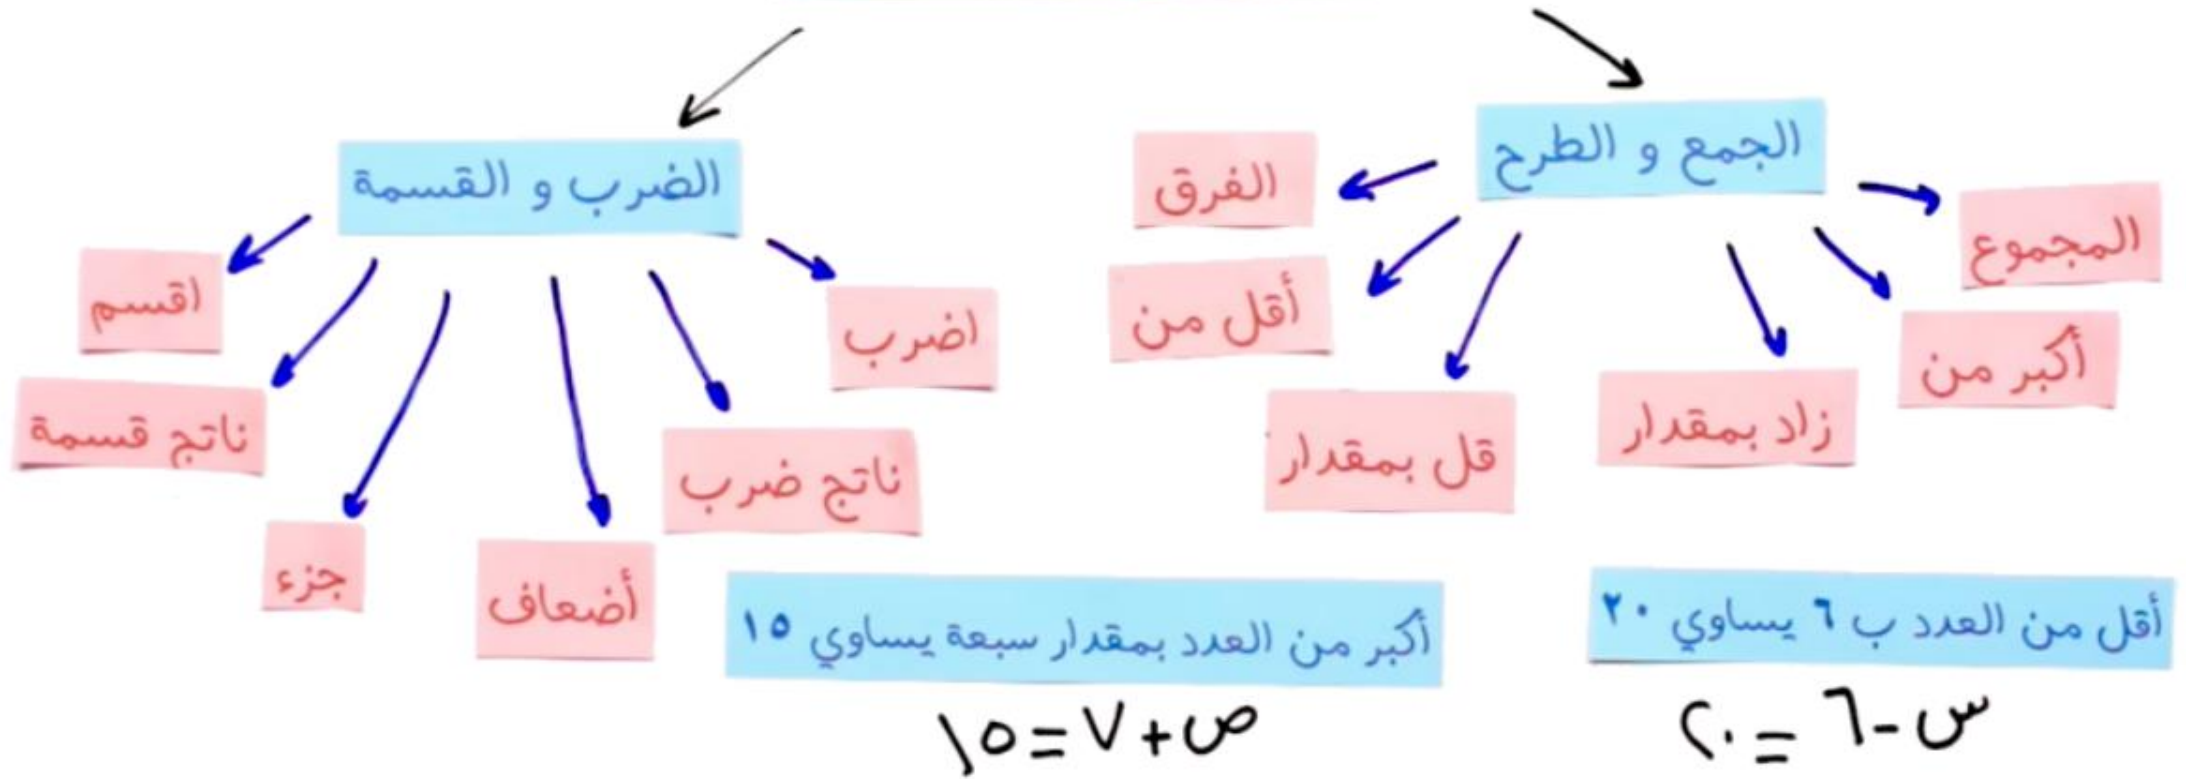 الجمع و الطرح
المجموع
أكبر من
زاد بمقدار
قل بمقدار
أقل من
الفرق
الضرب و القسمة
اضرب
ناتج ضرب
أضعاف
جزء
ناتج قسمة
اقسم
أقل من العدد ب ٦ يساوي ٢٠
س - ٦ = ٢٠
أكبر من العدد بمقدار سبعة يساوي ١٥
ص + ٧ = ١٥